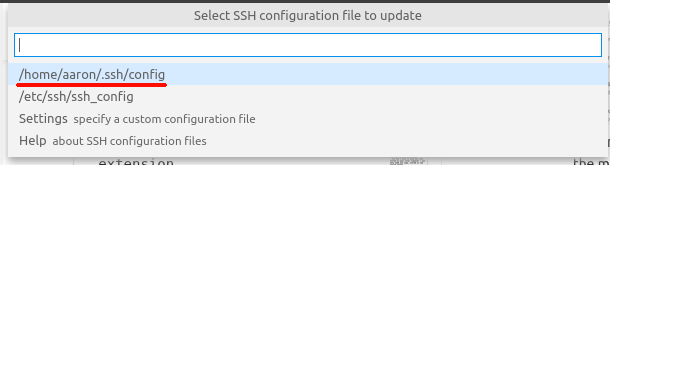 Select SSH configuration file to update
/home/aaron/.ssh/config
/etc/ssh/ssh_config
Settings specify a custom configuration file
Help about SSH configuration files
extension
the m